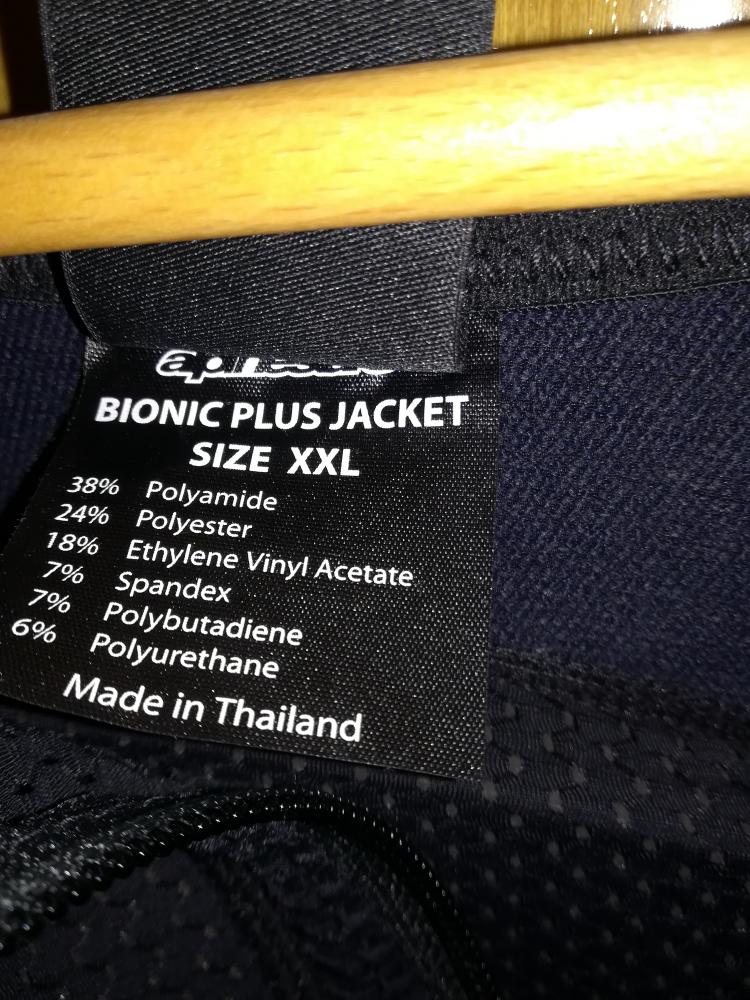 BIONIC PLUS JACKET
SIZE XXL
38% Polyamide
24% Polyester
18% Ethylene Vinyl Acetate
7% Spandex
7% Polybutadiene
6% Polyurethane
Made in Thailand